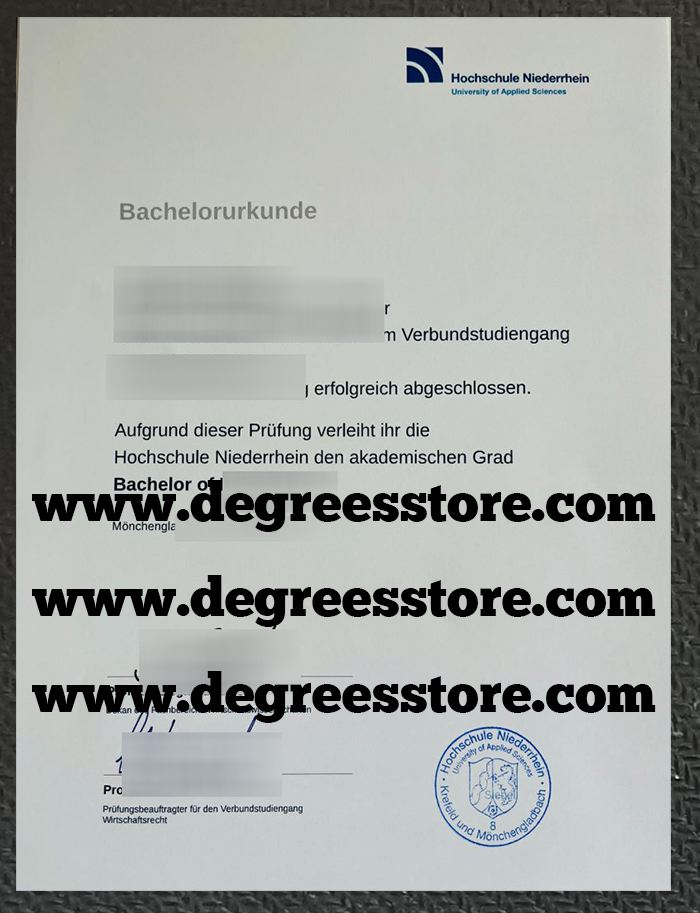 Hochschule Niederrhein
University of Applied Sciences
Bachelorurkunde
Verbundstudiengang
erfolgreich abgeschlossen.
Aufgrund dieser Prüfung verleiht ihr die
Hochschule Niederrhein den akademischen Grad
Bachelor of
www.degreesstore.com
www.degreesstore.com
www.degreesstore.com
Prüfungsbeauftragter für den Verbundstudiengang
Wirtschaftsrecht
Hochschule Niederrhein
University of Applied Sciences
Siegel
8
Krefeld und Mönchengladbach